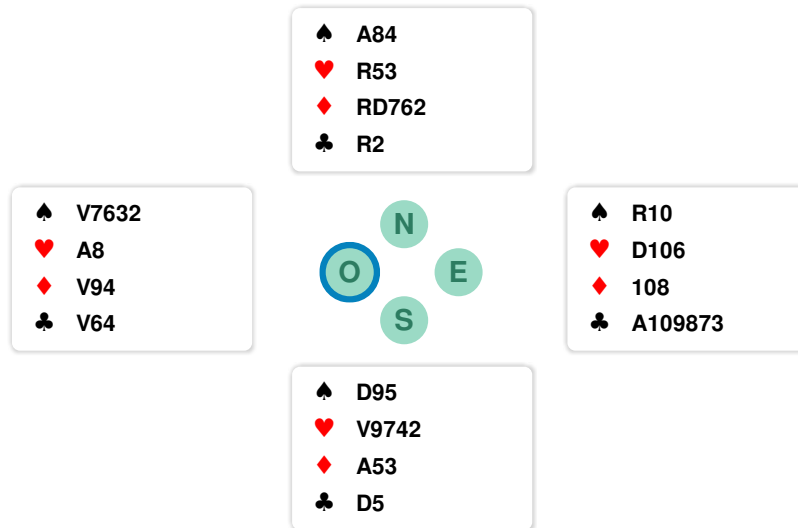 ♠ A84
♥ R53
♦ RD762
♣ R2
♠ V7632
♥ A8
♦ V94
♣ V64
N
O E
S
♠ R10
♥ D106
♦ 108
♣ A109873
♠ D95
♥ V9742
♦ A53
♣ D5